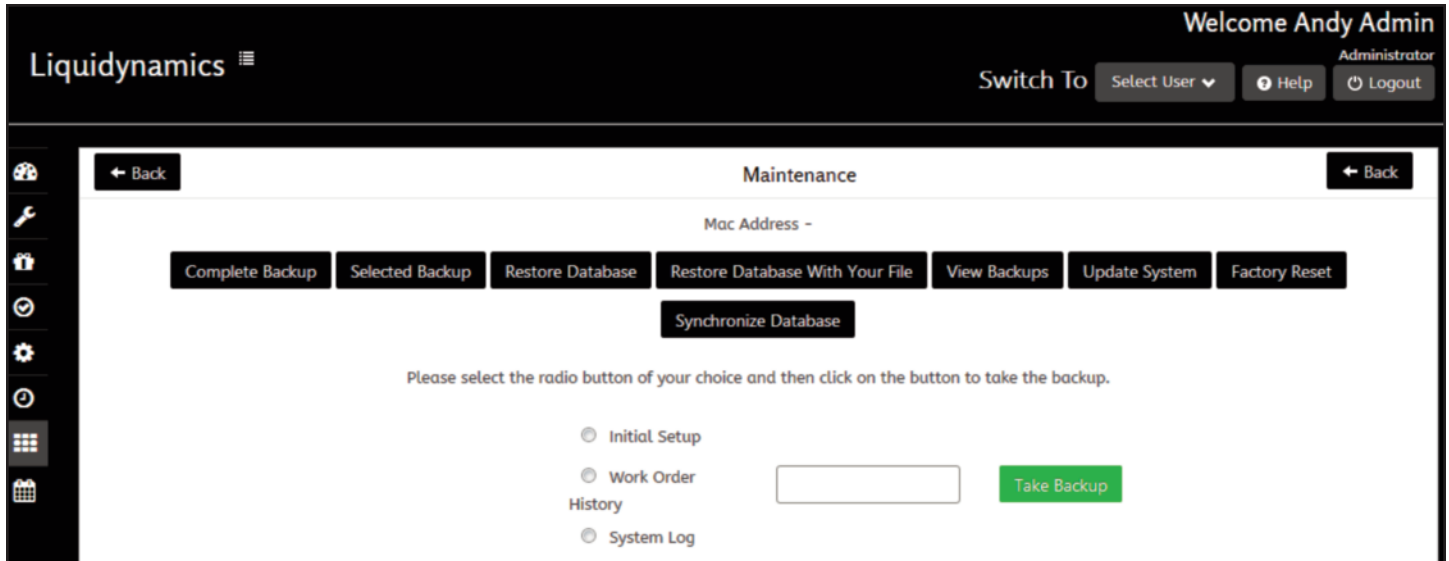 Welcome Andy Admin
Liquidynamics
Administrator
Switch To Select User Help Logout
Back Maintenance Back
Mac Address -
Complete Backup Selected Backup Restore Database Restore Database With Your File View Backups Update System Factory Reset
Synchronize Database
Please select the radio button of your choice and then click on the button to take the backup.
Initial Setup
Work Order
History
Take Backup
System Log